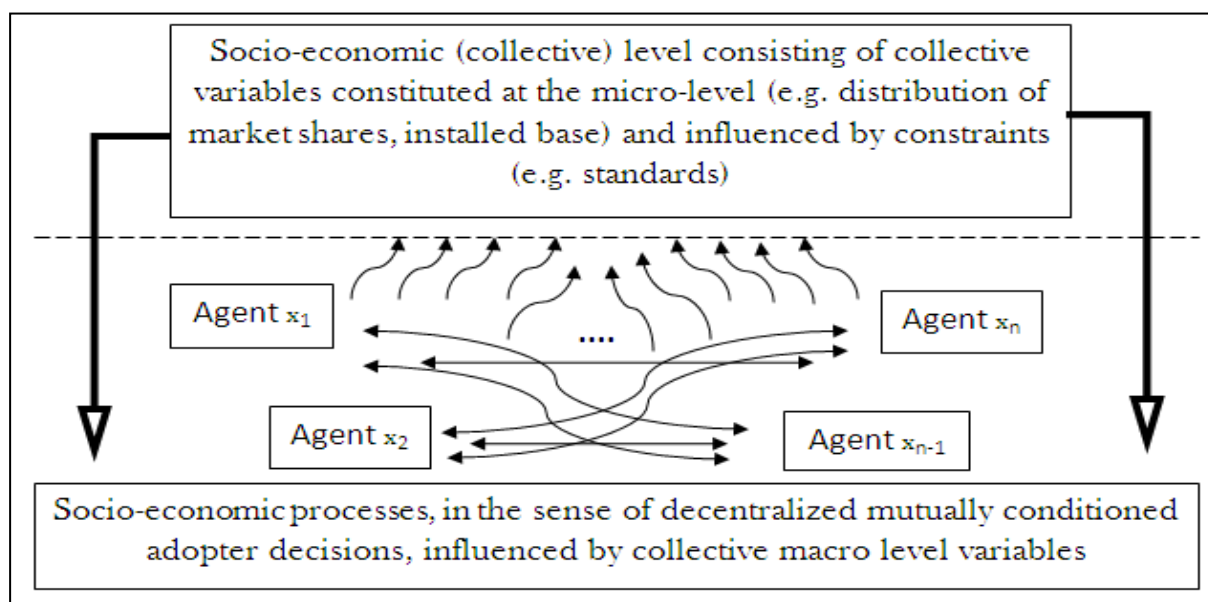 Socio-economic (collective) level consisting of collective
variables constituted at the micro-level (e.g. distribution of
market shares, installed base) and influenced by constraints
(e.g. standards)
Agent x₁
Agent xₙ
....
Agent x₂
Agent xₙ₋₁
Socio-economic processes, in the sense of decentralized mutually conditioned
adopter decisions, influenced by collective macro level variables